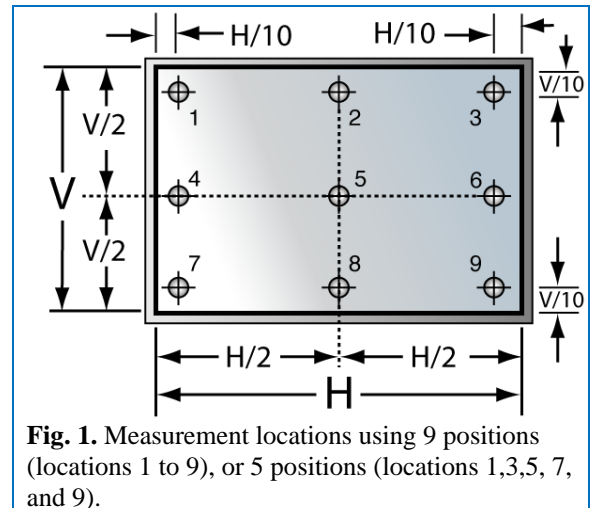 H/10 H/10
V/10
1 2 3
V/2
4 5 6
V
V/2
7 8 9
V/10
H/2 H/2
H
Fig. 1. Measurement locations using 9 positions
(locations 1 to 9), or 5 positions (locations 1,3,5, 7,
and 9).